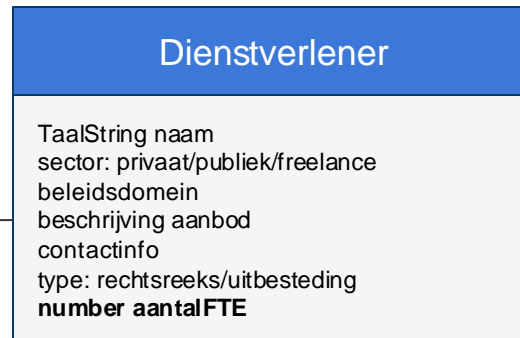 Dienstverlener
TaalString naam
sector: privaat/publiek/freelance
beleidsdomein
beschrijving aanbod
contactinfo
type: rechtsreeks/uitbesteding
number aantalFTE